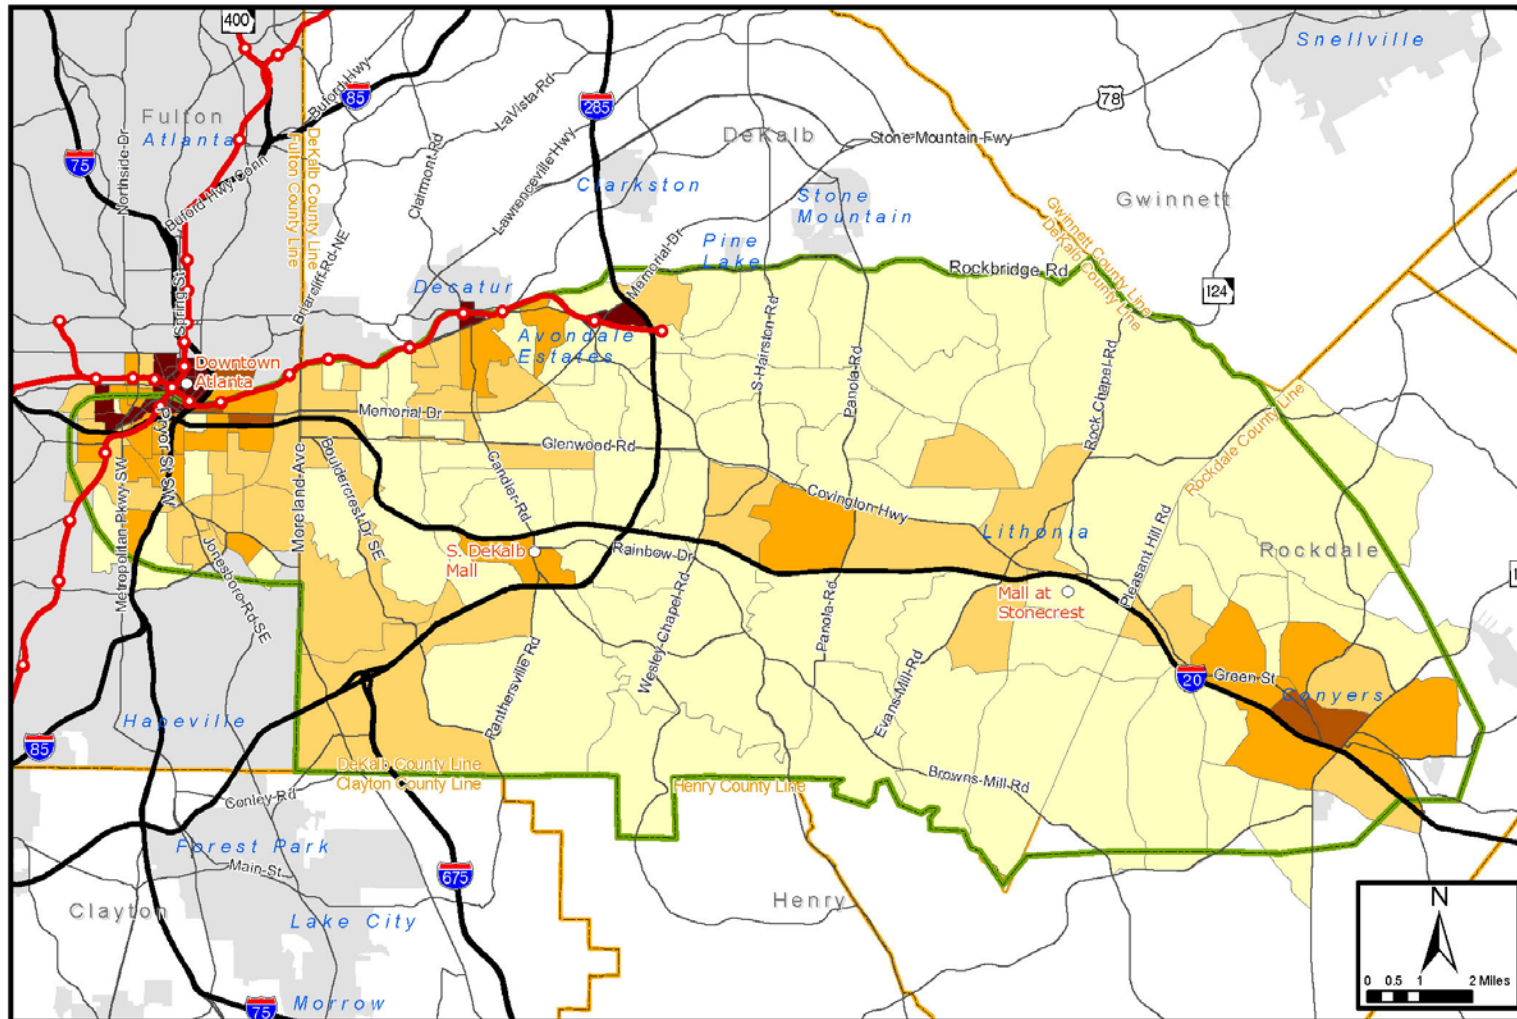 400
Snellville
Buford Hwy
85
285
78
LaVista-Rd
Fulton
Atlanta
DeKalb
Stone Mountain-Fwy
75
Northside-Dr
Buford Hwy Conn
DeKalb County Line
Fulton County Line
Clairmont-Rd
Lawrenceville Hwy
Clarkston
Stone
Mountain
Gwinnett
Gwinnett County Line
DeKalb County Line
Pine
Lake
Memorial-Dr
Rockbridge Rd
124
Briarcliff-Rd-NE
Decatur
Spring-St
Avondale
Estates
S-Hairston-Rd
Panola-Rd
Rock Chapel-Rd
Downtown
Atlanta
Memorial-Dr
Glenwood-Rd
Rockdale County Line
Pryor-St-SW
Metropolitan-Pkwy-SW
Moreland-Ave
Bouldercrest-Dr SE
Candler-Rd
Covington-Hwy
Lithonia
Pleasant Hill Rd
Rockdale
Jonesboro-Rd-SE
S. DeKalb
Mall
Rainbow-Dr
Wesley-Chapel-Rd
Panola-Rd
Mall at
Stonecrest
Panthersville Rd
Evans-Mill-Rd
20
Green-St
Conyers
Hapeville
85
DeKalb County Line
Clayton County Line
Henry County Line
Browns-Mill-Rd
Conley-Rd
Forest Park
Main-St
675
Clayton
Lake City
Henry
Morrow
75
N
0 0.5 1 2 Miles